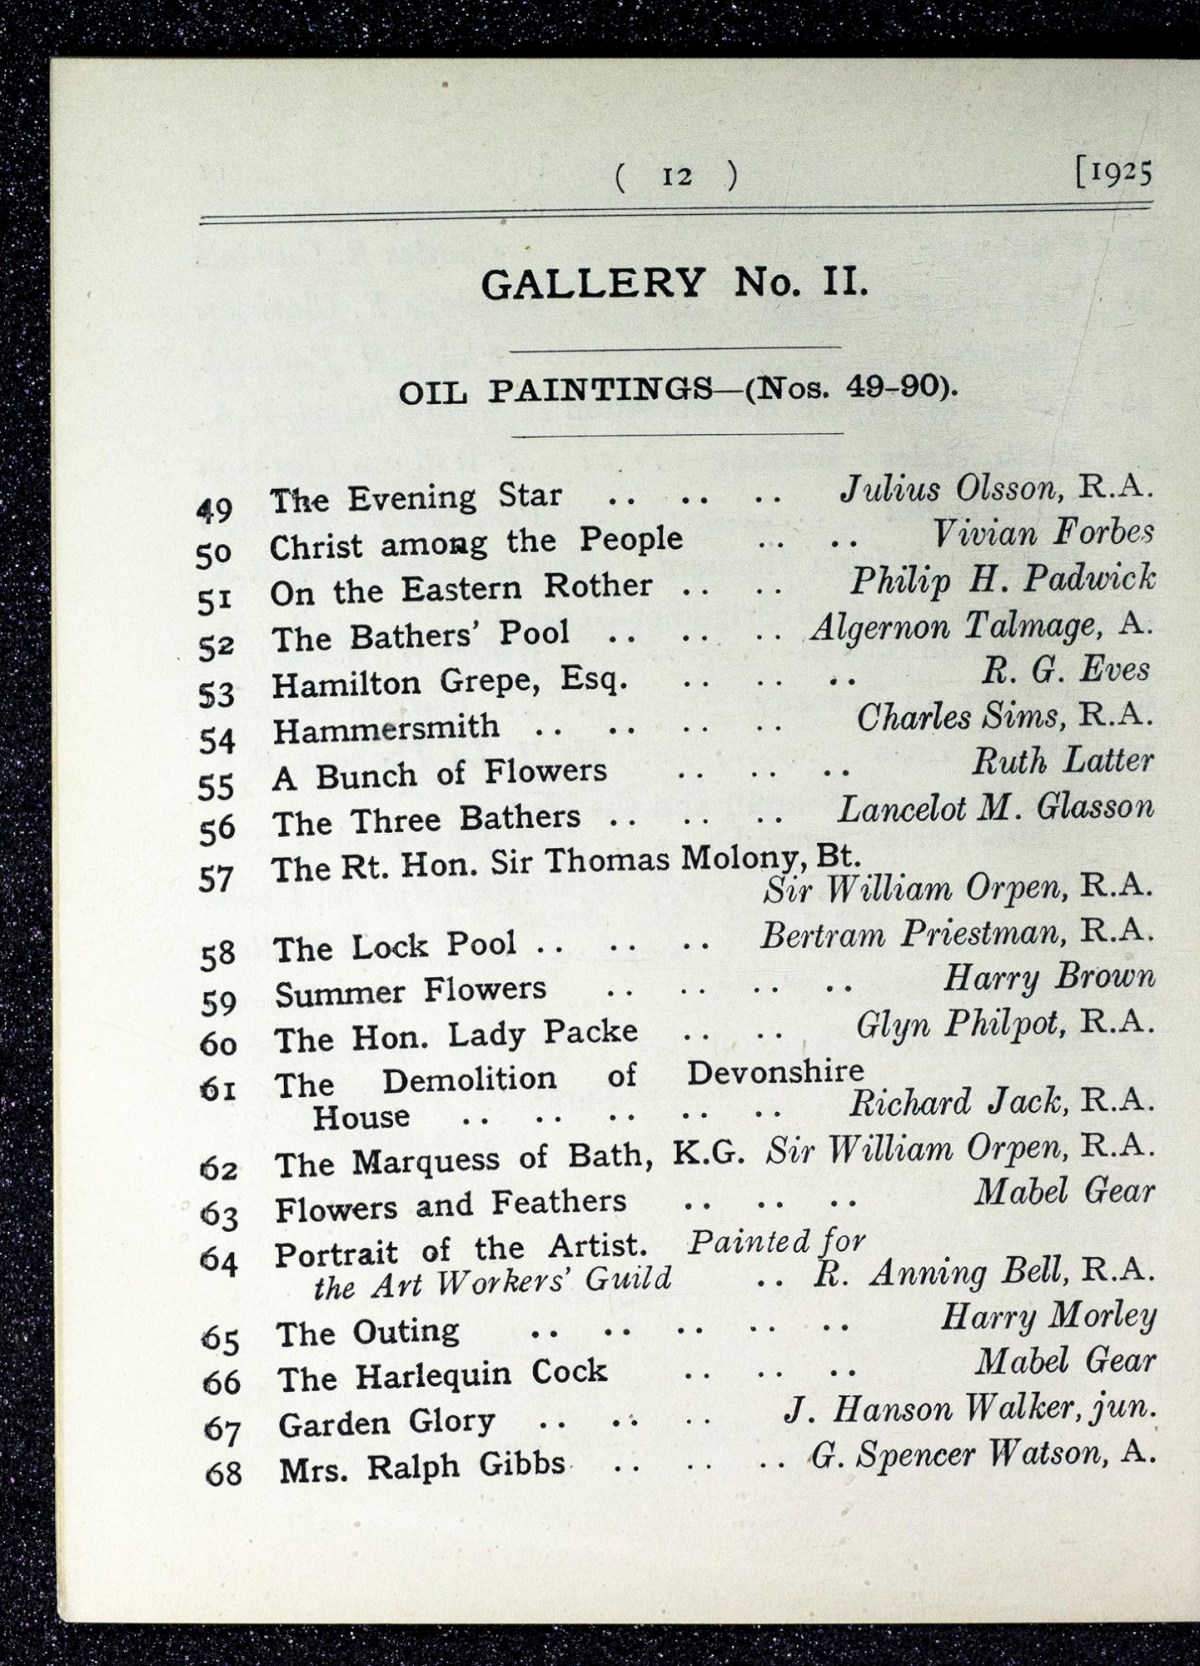 ( 12 ) [1925
GALLERY No. II.
OIL PAINTINGS—(Nos. 49-90).
49 The Evening Star .. .. .. Julius Olsson, R.A.
50 Christ among the People .. .. Vivian Forbes
51 On the Eastern Rother .. .. Philip H. Padwick
52 The Bathers' Pool .. .. .. Algernon Talmage, A.
53 Hamilton Grepe, Esq. .. .. .. R. G. Eves
54 Hammersmith .. .. .. .. Charles Sims, R.A.
55 A Bunch of Flowers .. .. .. Ruth Latter
56 The Three Bathers .. .. .. Lancelot M. Glasson
57 The Rt. Hon. Sir Thomas Molony, Bt.
Sir William Orpen, R.A.
58 The Lock Pool .. .. .. Bertram Priestman, R.A.
59 Summer Flowers .. .. .. .. Harry Brown
60 The Hon. Lady Packe .. .. Glyn Philpot, R.A.
61 The Demolition of Devonshire
House .. .. .. .. .. Richard Jack, R.A.
62 The Marquess of Bath, K.G. Sir William Orpen, R.A.
63 Flowers and Feathers .. .. .. Mabel Gear
64 Portrait of the Artist. Painted for
the Art Workers' Guild .. R. Anning Bell, R.A.
65 The Outing .. .. .. .. .. Harry Morley
66 The Harlequin Cock .. .. .. Mabel Gear
67 Garden Glory .. .. .. J. Hanson Walker, jun.
68 Mrs. Ralph Gibbs .. .. .. G. Spencer Watson, A.